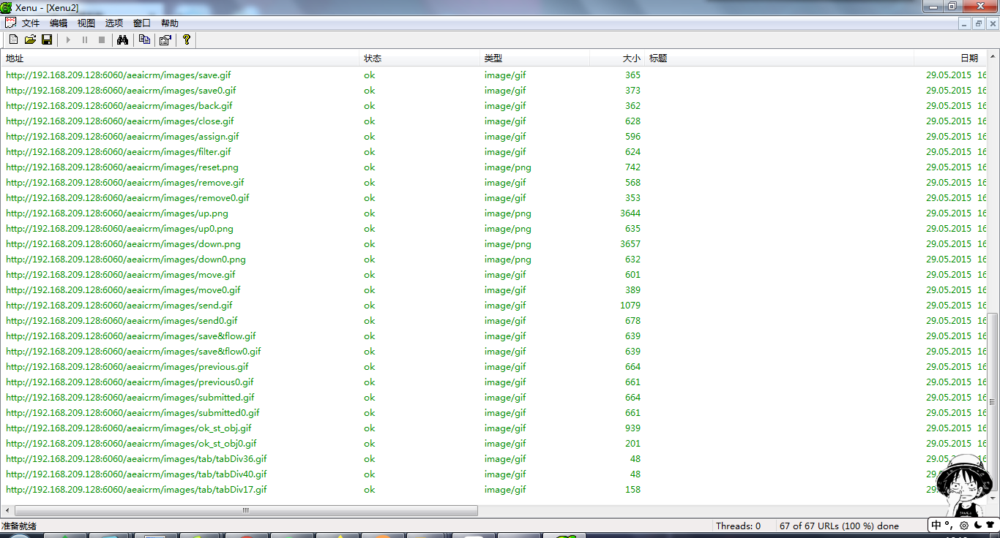 Xenu - [Xenu2]
文件 编辑 视图 选项 窗口 帮助
地址 状态 类型 大小 标题 日期
http://192.168.209.128:6060/aeaicrm/images/save.gif ok image/gif 365 29.05.2015 16
http://192.168.209.128:6060/aeaicrm/images/save0.gif ok image/gif 373 29.05.2015 16
http://192.168.209.128:6060/aeaicrm/images/back.gif ok image/gif 362 29.05.2015 16
http://192.168.209.128:6060/aeaicrm/images/close.gif ok image/gif 628 29.05.2015 16
http://192.168.209.128:6060/aeaicrm/images/assign.gif ok image/gif 596 29.05.2015 16
http://192.168.209.128:6060/aeaicrm/images/filter.gif ok image/gif 624 29.05.2015 16
http://192.168.209.128:6060/aeaicrm/images/reset.png ok image/png 742 29.05.2015 16
http://192.168.209.128:6060/aeaicrm/images/remove.gif ok image/gif 568 29.05.2015 16
http://192.168.209.128:6060/aeaicrm/images/remove0.gif ok image/gif 353 29.05.2015 16
http://192.168.209.128:6060/aeaicrm/images/up.png ok image/png 3644 29.05.2015 16
http://192.168.209.128:6060/aeaicrm/images/up0.png ok image/png 635 29.05.2015 16
http://192.168.209.128:6060/aeaicrm/images/down.png ok image/png 3657 29.05.2015 16
http://192.168.209.128:6060/aeaicrm/images/down0.png ok image/png 632 29.05.2015 16
http://192.168.209.128:6060/aeaicrm/images/move.gif ok image/gif 601 29.05.2015 16
http://192.168.209.128:6060/aeaicrm/images/move0.gif ok image/gif 389 29.05.2015 16
http://192.168.209.128:6060/aeaicrm/images/send.gif ok image/gif 1079 29.05.2015 16
http://192.168.209.128:6060/aeaicrm/images/send0.gif ok image/gif 678 29.05.2015 16
http://192.168.209.128:6060/aeaicrm/images/save&flow.gif ok image/gif 639 29.05.2015 16
http://192.168.209.128:6060/aeaicrm/images/save&flow0.gif ok image/gif 639 29.05.2015 16
http://192.168.209.128:6060/aeaicrm/images/previous.gif ok image/gif 664 29.05.2015 16
http://192.168.209.128:6060/aeaicrm/images/previous0.gif ok image/gif 661 29.05.2015 16
http://192.168.209.128:6060/aeaicrm/images/submitted.gif ok image/gif 664 29.05.2015 16
http://192.168.209.128:6060/aeaicrm/images/submitted0.gif ok image/gif 661 29.05.2015 16
http://192.168.209.128:6060/aeaicrm/images/ok_st_obj.gif ok image/gif 939 29.05.2015 16
http://192.168.209.128:6060/aeaicrm/images/ok_st_obj0.gif ok image/gif 201 29.05.2015 16
http://192.168.209.128:6060/aeaicrm/images/tab/tabDiv36.gif ok image/gif 48
http://192.168.209.128:6060/aeaicrm/images/tab/tabDiv40.gif ok image/gif 48
http://192.168.209.128:6060/aeaicrm/images/tab/tabDiv17.gif ok image/gif 158
准备就绪 Threads: 0 67 of 67 URLs (100 %) done 中